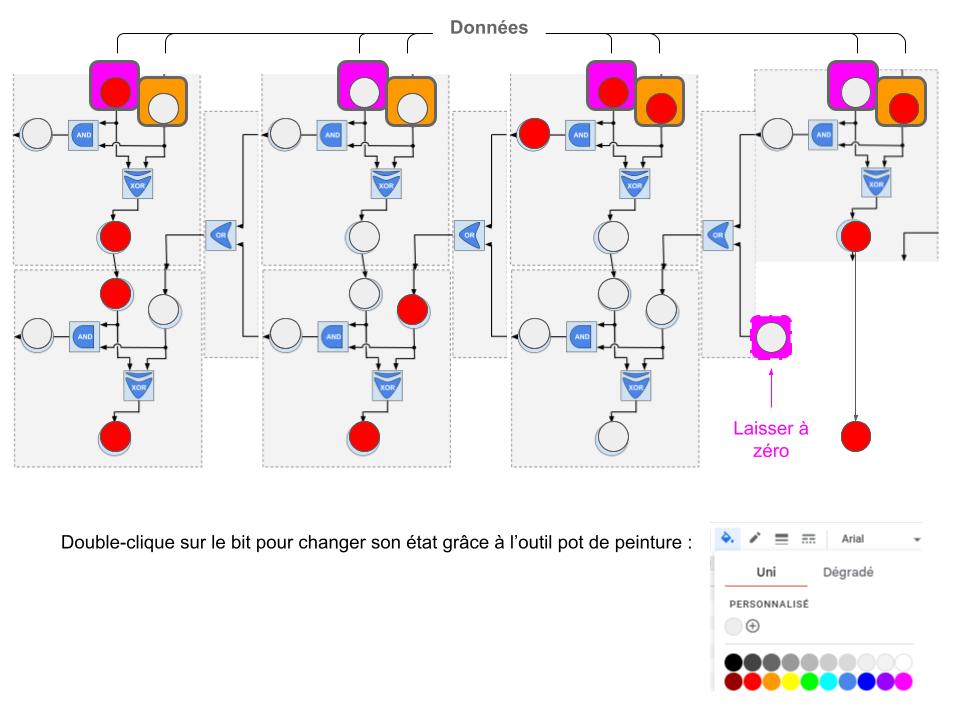 Données
AND
AND
AND
AND
XOR
XOR
XOR
XOR
OR
OR
OR
AND
AND
AND
XOR
XOR
XOR
Laisser à
zéro
Double-clique sur le bit pour changer son état grâce à l'outil pot de peinture :
Arial
Uni
Dégradé
PERSONNALISÉ